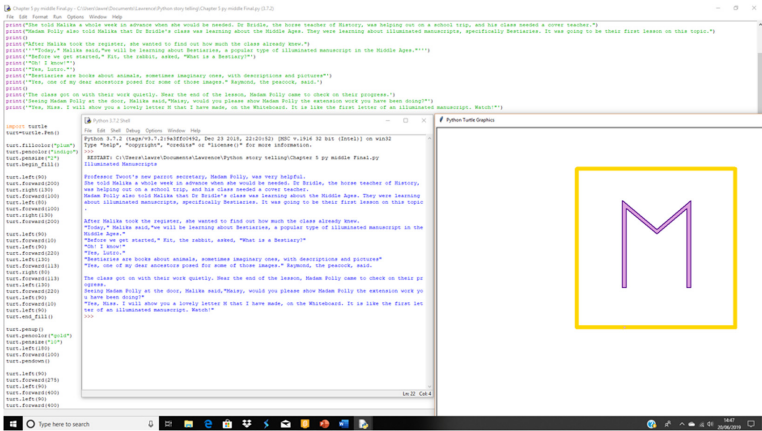 Chapter 5 py middle Final.py - C:\Users\lawre\Documents\Lawrence\Python story telling\Chapter 5 py middle Final.py (3.7.2)
File Edit Format Run Options Window Help
print("She told Malika a whole week in advance when she would be needed. Dr Bridle, the horse teacher of History, was helping out on a school trip, and his class needed a cover teacher.")
print("Madam Polly also told Malika that Dr Bridle's class was learning about the Middle Ages. They were learning about illuminated manuscripts, specifically Bestiaries. It was going to be their first lesson on this topic.")
print()
print("After Malika took the register, she wanted to find out how much the class already knew.")
print('''"Today," Malika said,"we will be learning about Bestiaries, a popular type of illuminated manuscript in the Middle Ages."''')
print('"Before we get started," Kit, the rabbit, asked, "What is a Bestiary?"')
print('"Oh! I know!"')
print('"Yes, Lutro."')
print('"Bestiaries are books about animals, sometimes imaginary ones, with descriptions and pictures"')
print('"Yes, one of my dear ancestors posed for some of those images." Raymond, the peacock, said.')
print()
print('The class got on with their work quietly. Near the end of the lesson, Madam Polly came to check on their progress.')
print('Seeing Madam Polly at the door, Malika said,"Maisy, would you please show Madam Polly the extension work you have been doing?"')
print('"Yes, Miss. I will show you a lovely letter M that I have made, on the Whiteboard. It is like the first letter of an illuminated manuscript. Watch!"')
import turtle
turt=turtle.Pen()
turt.fillcolor("plum")
turt.pencolor("indigo")
turt.pensize("2")
turt.begin_fill()
turt.left(90)
turt.forward(200)
turt.right(130)
turt.forward(100)
turt.left(80)
turt.forward(100)
turt.right(130)
turt.forward(200)
turt.left(90)
turt.forward(10)
turt.left(90)
turt.forward(220)
turt.left(130)
turt.forward(113)
turt.right(80)
turt.forward(113)
turt.left(130)
turt.forward(220)
turt.left(90)
turt.forward(10)
turt.left(90)
turt.end_fill()
turt.penup()
turt.pencolor("gold")
turt.pensize("10")
turt.left(180)
turt.forward(100)
turt.pendown()
turt.left(90)
turt.forward(275)
turt.left(90)
turt.forward(400)
turt.left(90)
turt.forward(400)
Python 3.7.2 Shell
File Edit Shell Debug Options Window Help
Python 3.7.2 (tags/v3.7.2:9a3ffc0492, Dec 23 2018, 22:20:52) [MSC v.1916 32 bit (Intel)] on win32
Type "help", "copyright", "credits" or "license()" for more information.
>>>
RESTART: C:\Users\lawre\Documents\Lawrence\Python story telling\Chapter 5 py middle Final.py
Illuminated Manuscripts
Professor Twort's new parrot secretary, Madam Polly, was very helpful.
She told Malika a whole week in advance when she would be needed. Dr Bridle, the horse teacher of History, was helping out on a school trip, and his class needed a cover teacher.
Madam Polly also told Malika that Dr Bridle's class was learning about the Middle Ages. They were learning about illuminated manuscripts, specifically Bestiaries. It was going to be their first lesson on this topic
.
After Malika took the register, she wanted to find out how much the class already knew.
"Today," Malika said,"we will be learning about Bestiaries, a popular type of illuminated manuscript in the Middle Ages."
"Before we get started," Kit, the rabbit, asked, "What is a Bestiary?"
"Oh! I know!"
"Yes, Lutro."
"Bestiaries are books about animals, sometimes imaginary ones, with descriptions and pictures"
"Yes, one of my dear ancestors posed for some of those images." Raymond, the peacock, said.
The class got on with their work quietly. Near the end of the lesson, Madam Polly came to check on their pr
ogress.
Seeing Madam Polly at the door, Malika said,"Maisy, would you please show Madam Polly the extension work yo
u have been doing?"
"Yes, Miss. I will show you a lovely letter M that I have made, on the Whiteboard. It is like the first let
ter of an illuminated manuscript. Watch!"
>>>
Ln 22 Col: 4
Python Turtle Graphics
Type here to search
14:47
20/06/2019